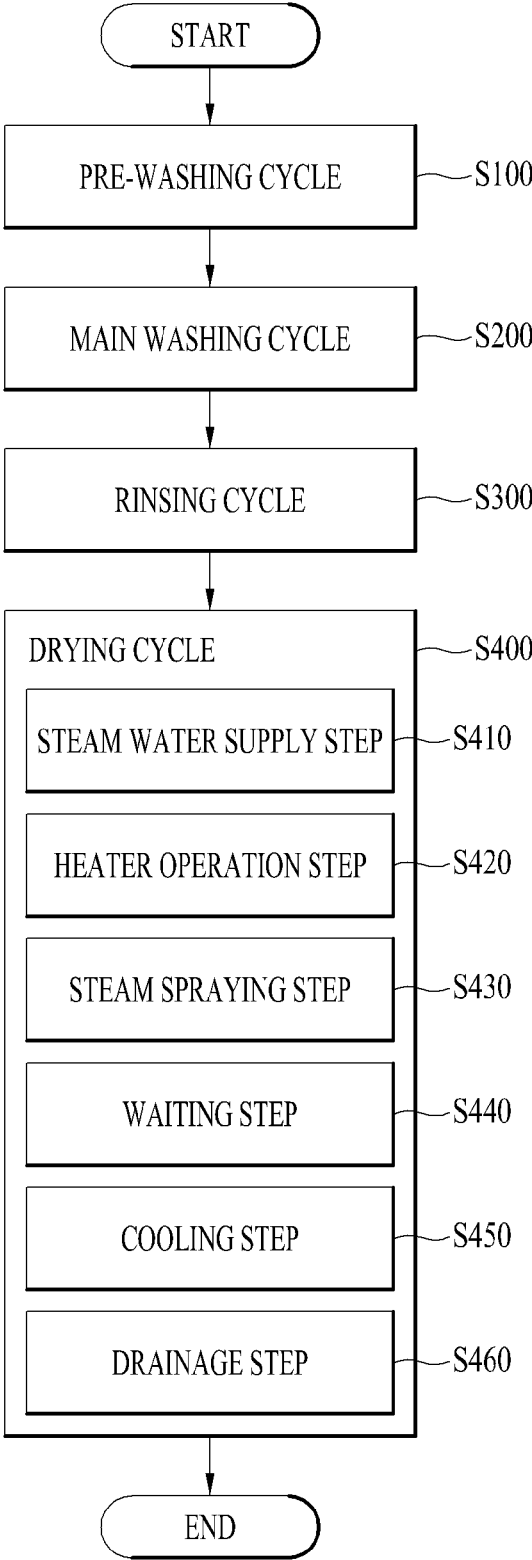 START
PRE-WASHING CYCLE
S100
MAIN WASHING CYCLE
S200
RINSING CYCLE
S300
DRYING CYCLE
S400
STEAM WATER SUPPLY STEP
S410
HEATER OPERATION STEP
S420
STEAM SPRAYING STEP
S430
WAITING STEP
S440
COOLING STEP
S450
DRAINAGE STEP
S460
END